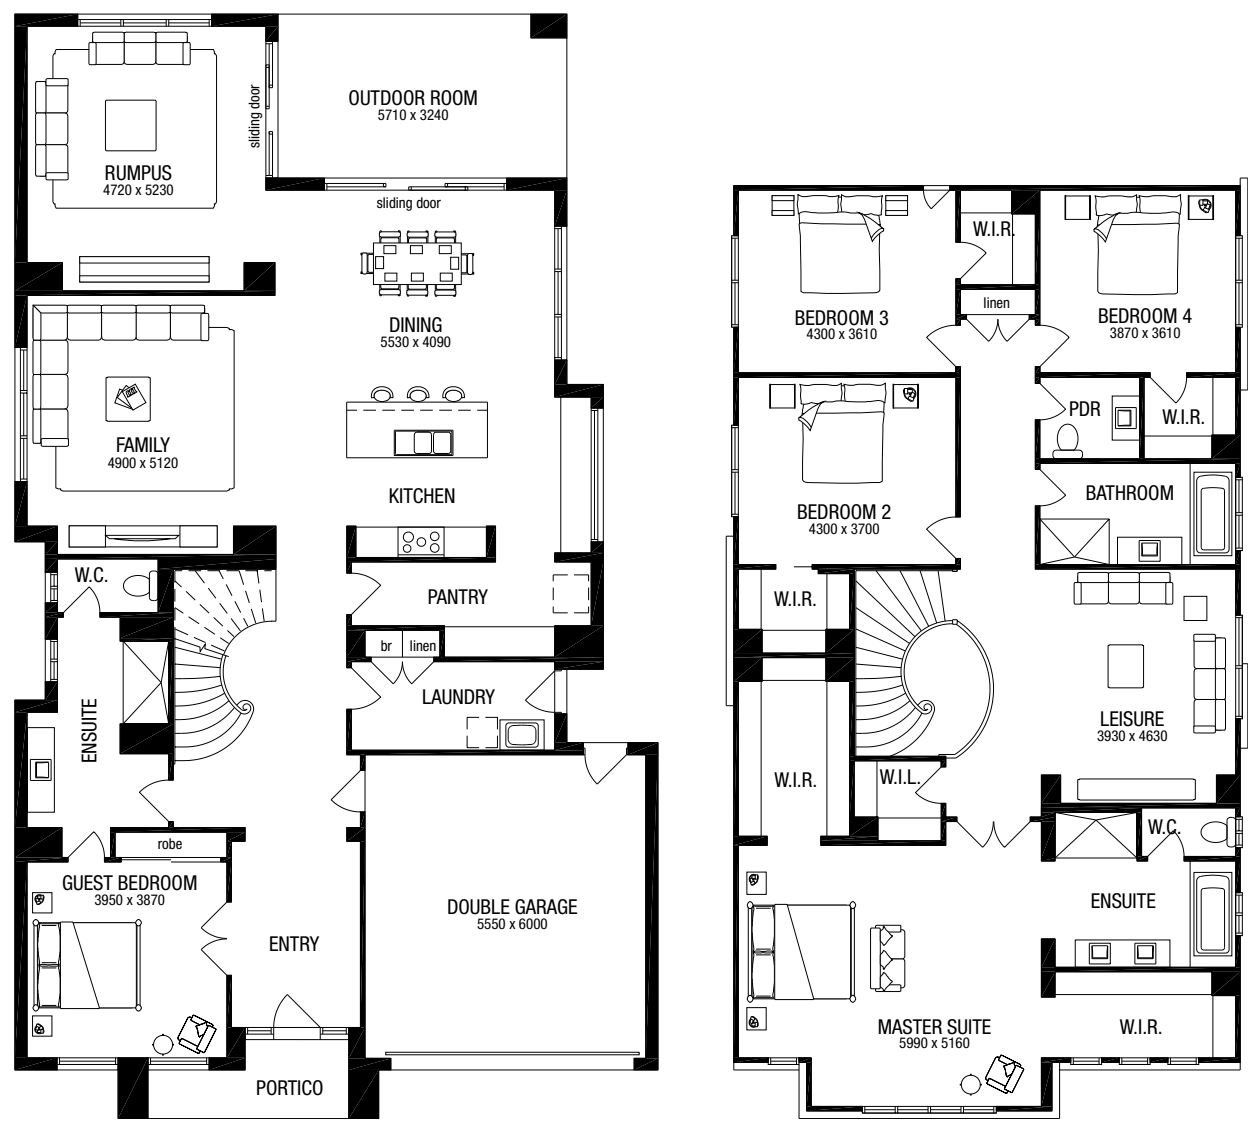 OUTDOOR ROOM
5710 x 3240
sliding door
RUMPUS
4720 x 5230
sliding door
DINING
5530 x 4090
FAMILY
4900 x 5120
KITCHEN
W.C.
PANTRY
br
linen
LAUNDRY
ENSUITE
robe
GUEST BEDROOM
3950 x 3870
ENTRY
DOUBLE GARAGE
5550 x 6000
PORTICO
W.I.R.
linen
BEDROOM 3
4300 x 3610
BEDROOM 4
3870 x 3610
PDR
W.I.R.
BATHROOM
BEDROOM 2
4300 x 3700
W.I.R.
LEISURE
3930 x 4630
W.I.R.
W.I.L.
W.C.
ENSUITE
MASTER SUITE
5990 x 5160
W.I.R.